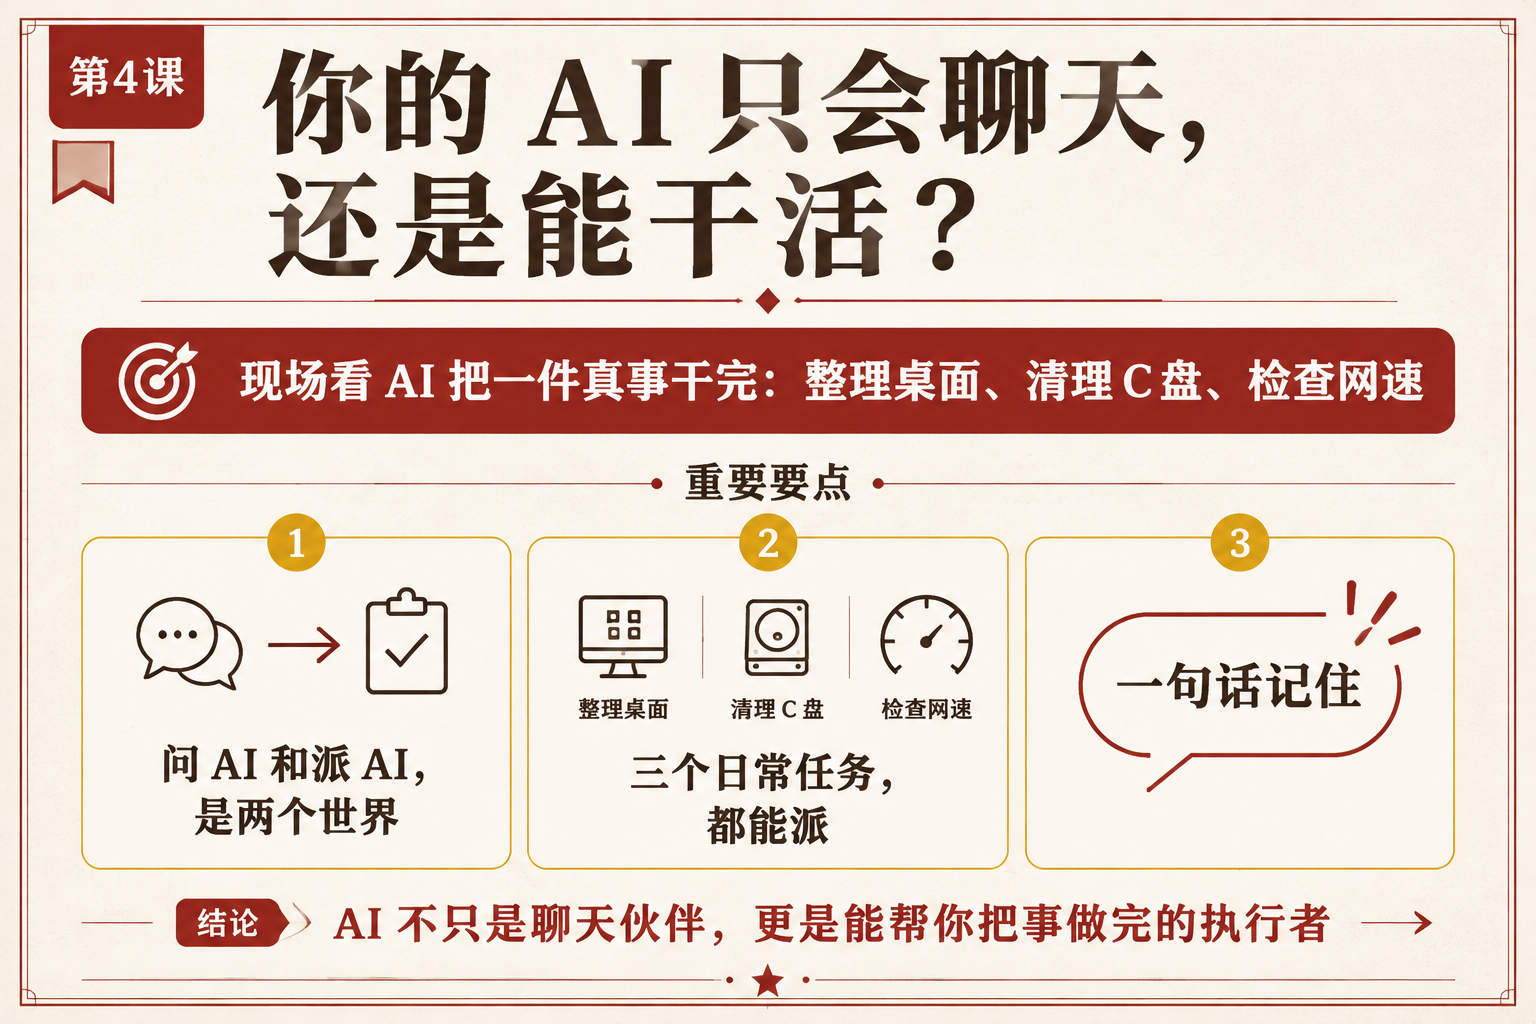 第4课
你的 AI 只会聊天，
还是能干活？
现场看 AI 把一件真事干完：整理桌面、清理 C 盘、检查网速
重要要点
1
问 AI 和派 AI，
是两个世界
2
整理桌面
清理 C 盘
检查网速
三个日常任务，
都能派
3
一句话记住
结论
AI 不只是聊天伙伴，更是能帮你把事做完的执行者